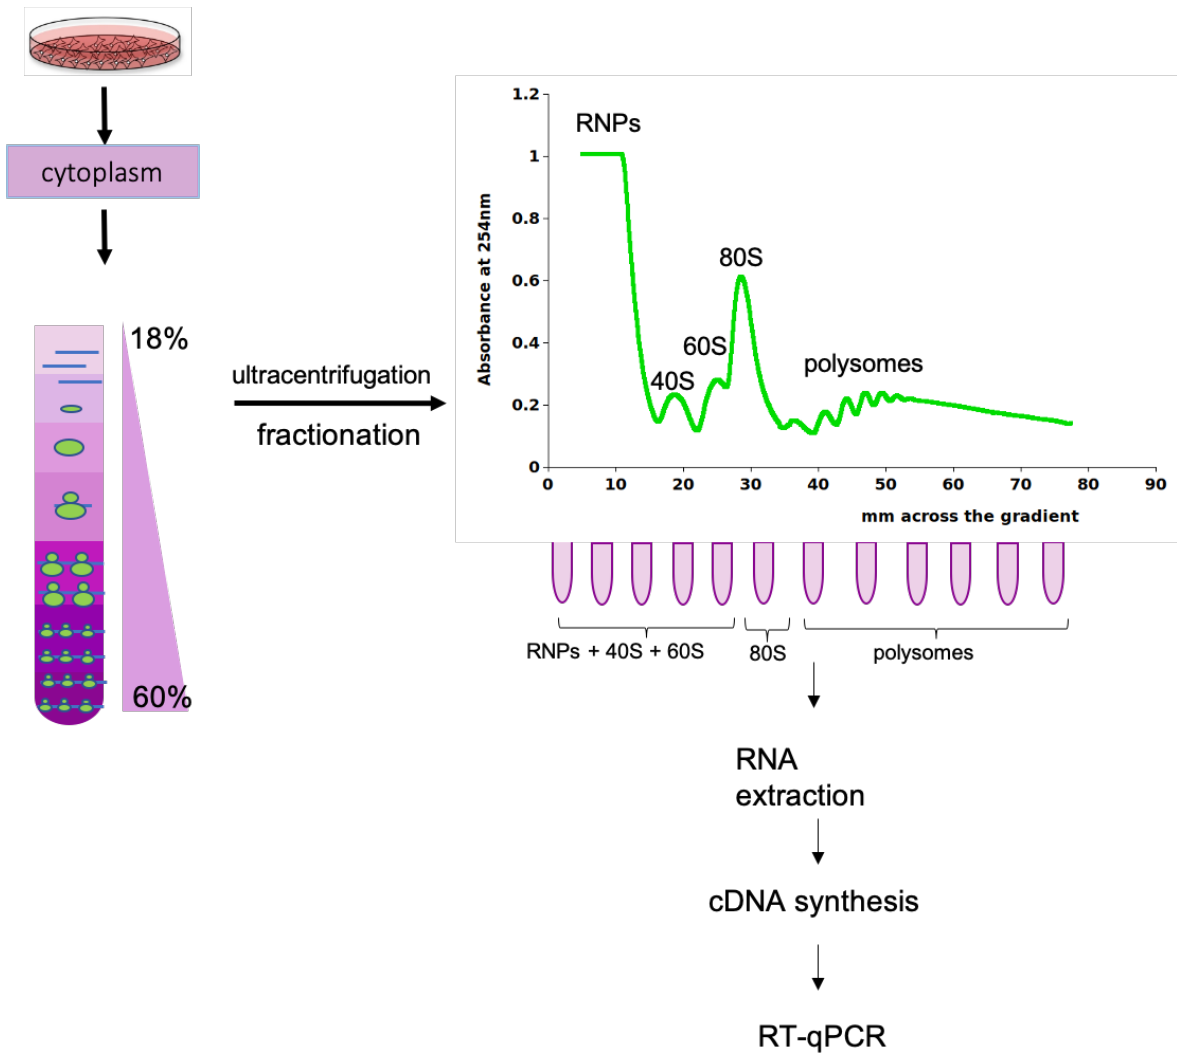 cytoplasm
18%
60%
ultracentrifugation
fractionation
1.2
1
0.8
0.6
0.4
0.2
0
Absorbance at 254nm
RNPs
40S
60S
80S
polysomes
0 10 20 30 40 50 60 70 80 90
mm across the gradient
RNPs + 40S + 60S
80S
polysomes
RNA
extraction
cDNA synthesis
RT-qPCR